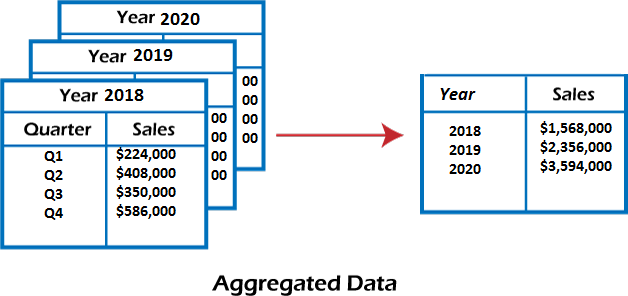 Year 2020
00
00
00
00
Year 2019
00
00
00
00
Year 2018
Quarter Sales
Q1 $224,000
Q2 $408,000
Q3 $350,000
Q4 $586,000
Year Sales
2018 $1,568,000
2019 $2,356,000
2020 $3,594,000
Aggregated Data